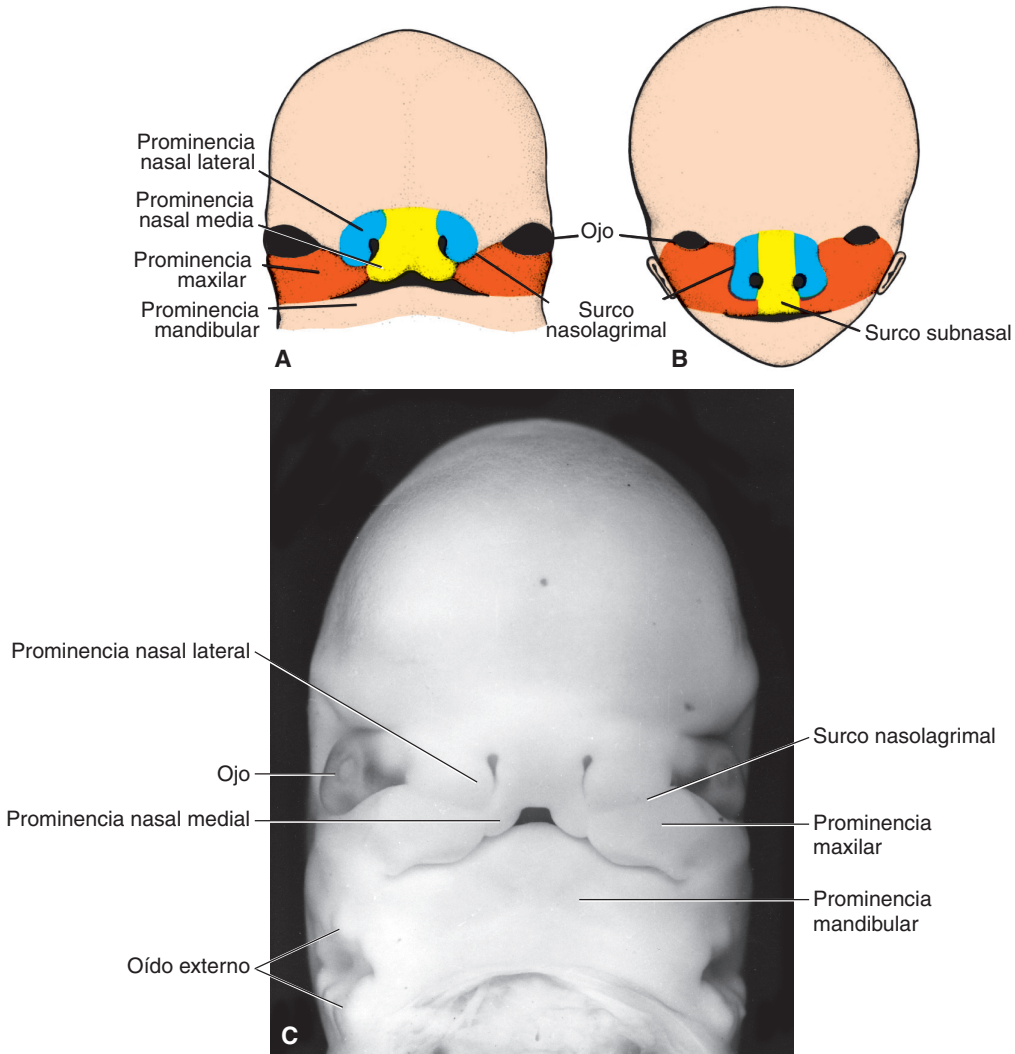 Prominencia
nasal lateral
Prominencia
nasal media
Prominencia
maxilar
Prominencia
mandibular
Ojo
Surco
nasolagrimal
Surco subnasal
A
B
Prominencia nasal lateral
Ojo
Prominencia nasal medial
Oído externo
Surco nasolagrimal
Prominencia
maxilar
Prominencia
mandibular
C